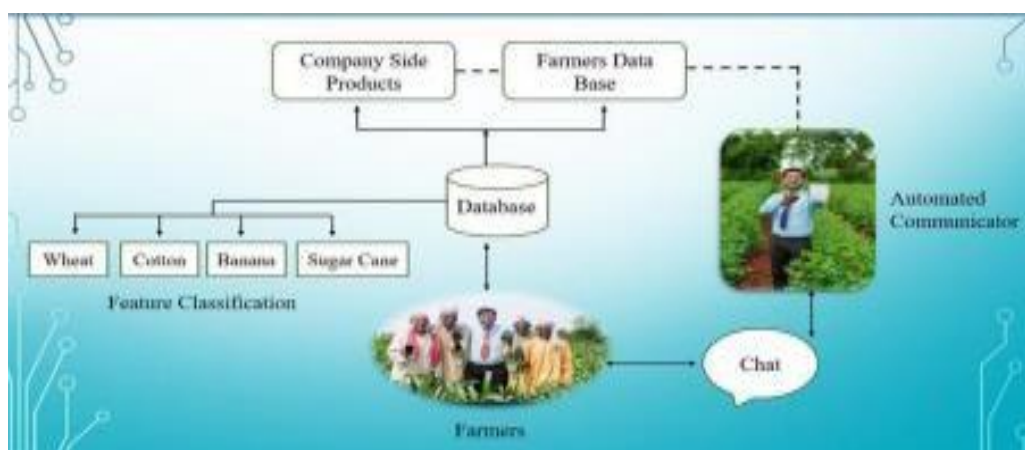 Company Side
Products
Farmers Data
Base
Automated
Communicator
Database
Wheat
Cotton
Banana
Sugar Cane
Feature Classification
Chat
Farmers